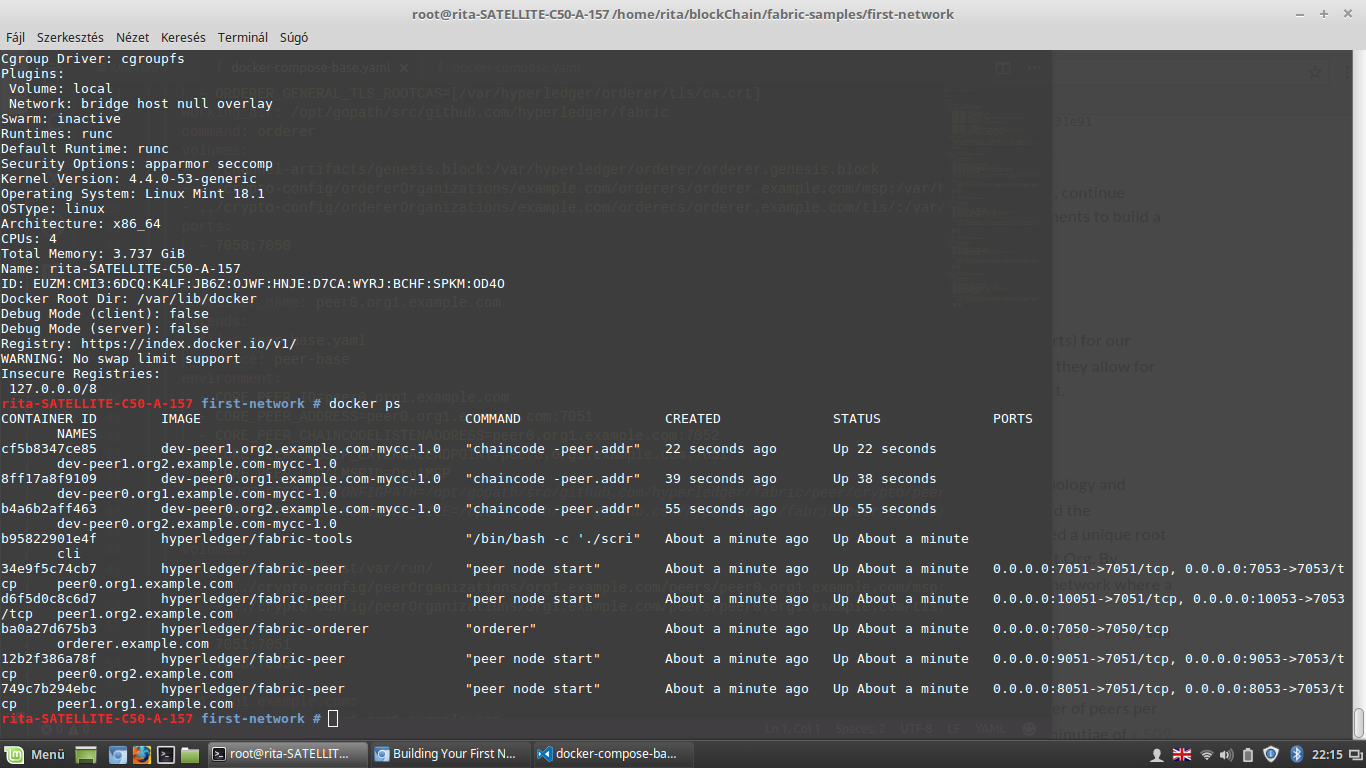 root@rita-SATELLITE-C50-A-157 /home/rita/blockChain/fabric-samples/first-network
Fájl Szerkesztés Nézet Keresés Terminál Súgó
Cgroup Driver: cgroupfs
Plugins:
 Volume: local
 Network: bridge host null overlay
Swarm: inactive
Runtimes: runc
Default Runtime: runc
Security Options: apparmor seccomp
Kernel Version: 4.4.0-53-generic
Operating System: Linux Mint 18.1
OSType: linux
Architecture: x86_64
CPUs: 4
Total Memory: 3.737 GiB
Name: rita-SATELLITE-C50-A-157
ID: EUZM:CMI3:6DCQ:K4LF:JB6Z:OJWF:HNJE:D7CA:WYRJ:BCHF:SPKM:OD4O
Docker Root Dir: /var/lib/docker
Debug Mode (client): false
Debug Mode (server): false
Registry: https://index.docker.io/v1/
WARNING: No swap limit support
Insecure Registries:
 127.0.0.0/8
rita-SATELLITE-C50-A-157 first-network # docker ps
CONTAINER ID        IMAGE                                 COMMAND                  CREATED              STATUS              PORTS
       NAMES
cf5b8347ce85        dev-peer1.org2.example.com-mycc-1.0   "chaincode -peer.addr"   22 seconds ago       Up 22 seconds
       dev-peer1.org2.example.com-mycc-1.0
8ff17a8f9109        dev-peer0.org1.example.com-mycc-1.0   "chaincode -peer.addr"   39 seconds ago       Up 38 seconds
       dev-peer0.org1.example.com-mycc-1.0
b4a6b2aff463        dev-peer0.org2.example.com-mycc-1.0   "chaincode -peer.addr"   55 seconds ago       Up 55 seconds
       dev-peer0.org2.example.com-mycc-1.0
b95822901e4f        hyperledger/fabric-tools              "/bin/bash -c './scri"   About a minute ago   Up About a minute
       cli
34e9f5c74cb7        hyperledger/fabric-peer               "peer node start"        About a minute ago   Up About a minute   0.0.0.0:7051->7051/tcp, 0.0.0.0:7053->7053/t
cp     peer0.org1.example.com
d6f5d0c8c6d7        hyperledger/fabric-peer               "peer node start"        About a minute ago   Up About a minute   0.0.0.0:10051->7051/tcp, 0.0.0.0:10053->7053
/tcp   peer1.org2.example.com
ba0a27d675b3        hyperledger/fabric-orderer            "orderer"                About a minute ago   Up About a minute   0.0.0.0:7050->7050/tcp
       orderer.example.com
12b2f386a78f        hyperledger/fabric-peer               "peer node start"        About a minute ago   Up About a minute   0.0.0.0:9051->7051/tcp, 0.0.0.0:9053->7053/t
cp     peer0.org2.example.com
749c7b294ebc        hyperledger/fabric-peer               "peer node start"        About a minute ago   Up About a minute   0.0.0.0:8051->7051/tcp, 0.0.0.0:8053->7053/t
cp     peer1.org1.example.com
rita-SATELLITE-C50-A-157 first-network #
Menü root@rita-SATELLIT... Building Your First N... docker-compose-ba... 22:15